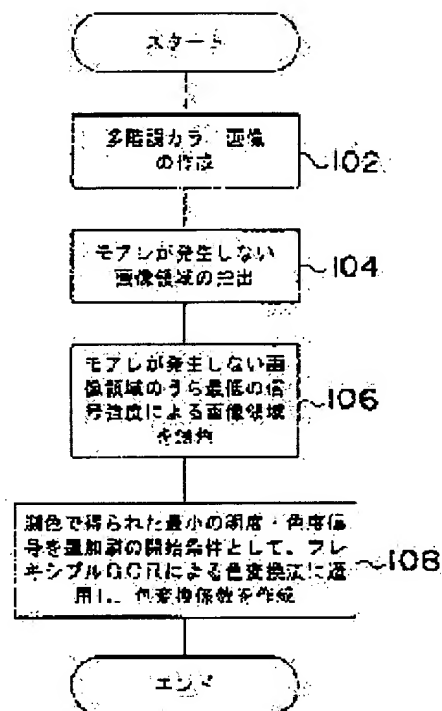 スタート
多階調カラー画像
の作成
102
モアレが発生しない
画像領域の抽出
104
モアレが発生しない画
像領域のうち最低の信
号強度による画像領域
を
106
測色で得られた最小の明度・色度信
号を墨加刷の開始条件として、フレ
キシブルGCRによる色変換法に適
用し、色変換係数を作成
108
エンド